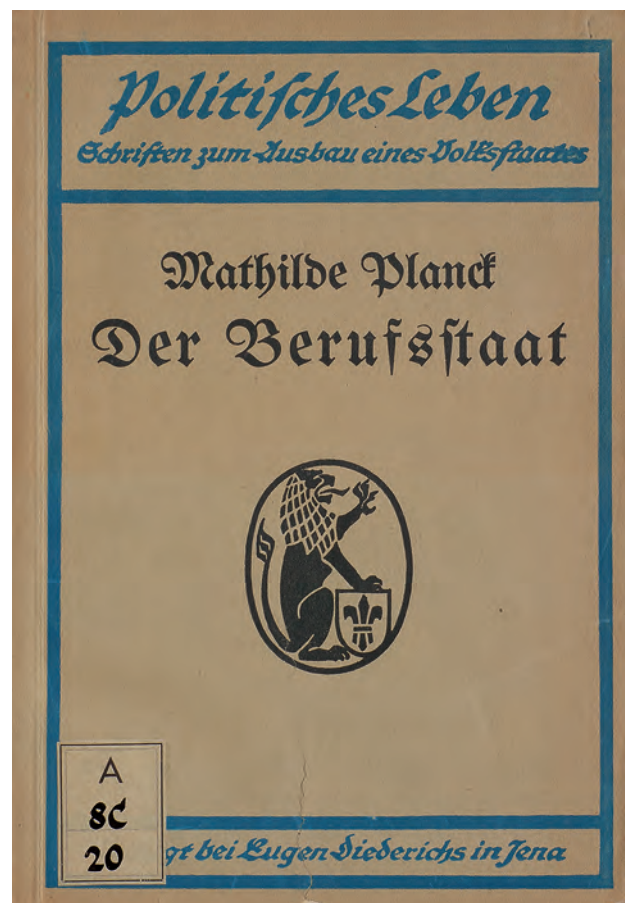 Politisches Leben
Schriften zum Ausbau eines Volksstaates
Mathilde Planck
Der Berufsstaat
A
8C
20
gt bei Eugen Diederichs in Jena